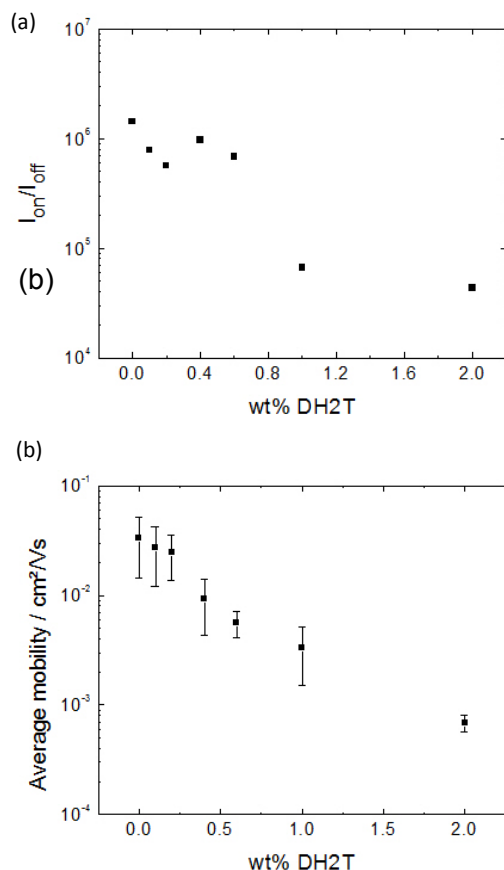 (a)
10⁷
10⁶
10⁵
10⁴
I_on/I_off
(b)
0.0 0.4 0.8 1.2 1.6 2.0
wt% DH2T
(b)
10⁻¹
10⁻²
10⁻³
10⁻⁴
Average mobility / cm²/Vs
0.0 0.5 1.0 1.5 2.0
wt% DH2T